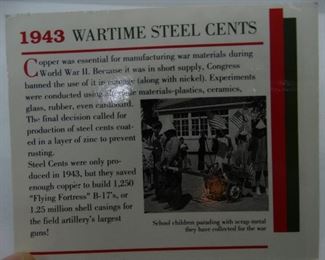 1943 WARTIME STEEL CENTS
Copper was essential for manufacturing war materials during
World War II. Because it was in short supply, Congress
banned the use of it in coinage (along with nickel). Experiments
were conducted using materials-plastics, ceramics,
glass, rubber, even cardboard.
The final decision called for
production of steel cents coat-
ed in a layer of zinc to prevent
rusting.
Steel Cents were only pro-
duced in 1943, but they saved
enough copper to build 1,250
"Flying Fortress" B-17's, or
1.25 million shell casings for
the field artillery's largest
guns!
School children parading with scrap metal
they have collected for the war